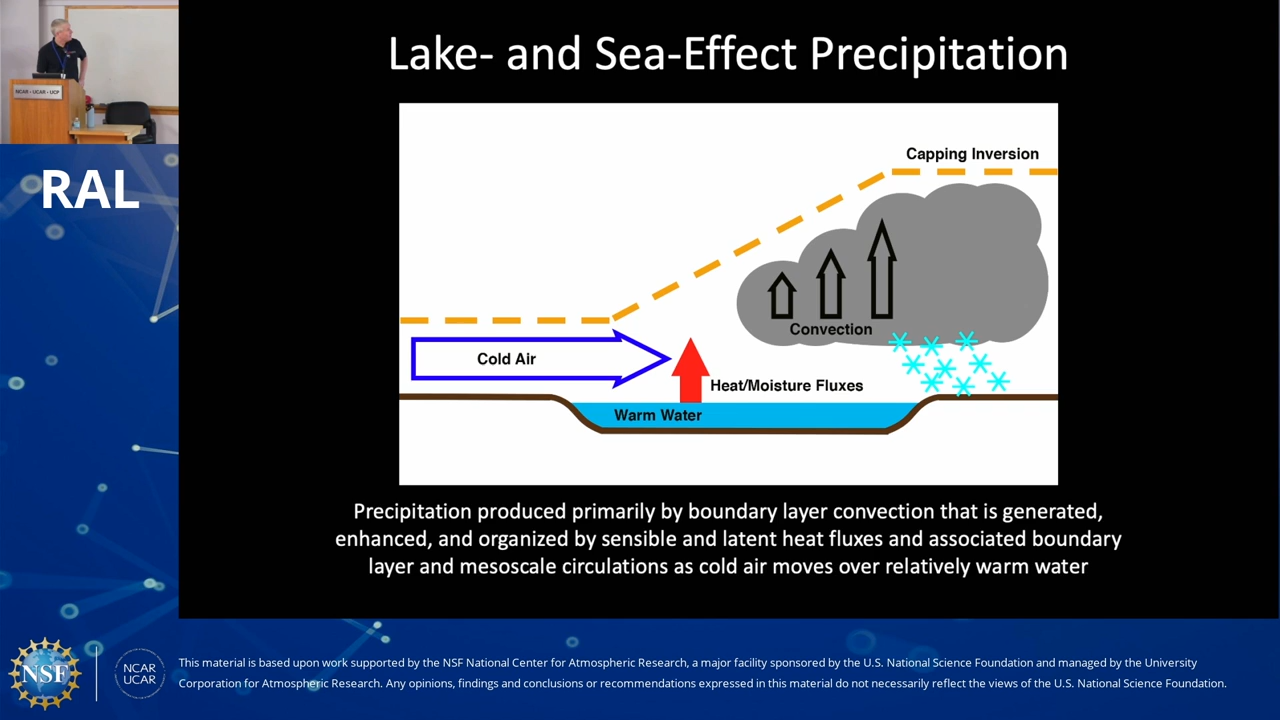 Lake- and Sea-Effect Precipitation
NCAR • UCAR • UCP
RAL
Capping Inversion
Convection
Cold Air
Heat/Moisture Fluxes
Warm Water
Precipitation produced primarily by boundary layer convection that is generated,
enhanced, and organized by sensible and latent heat fluxes and associated boundary
layer and mesoscale circulations as cold air moves over relatively warm water
NSF
NCAR
UCAR
This material is based upon work supported by the NSF National Center for Atmospheric Research, a major facility sponsored by the U.S. National Science Foundation and managed by the University
Corporation for Atmospheric Research. Any opinions, findings and conclusions or recommendations expressed in this material do not necessarily reflect the views of the U.S. National Science Foundation.